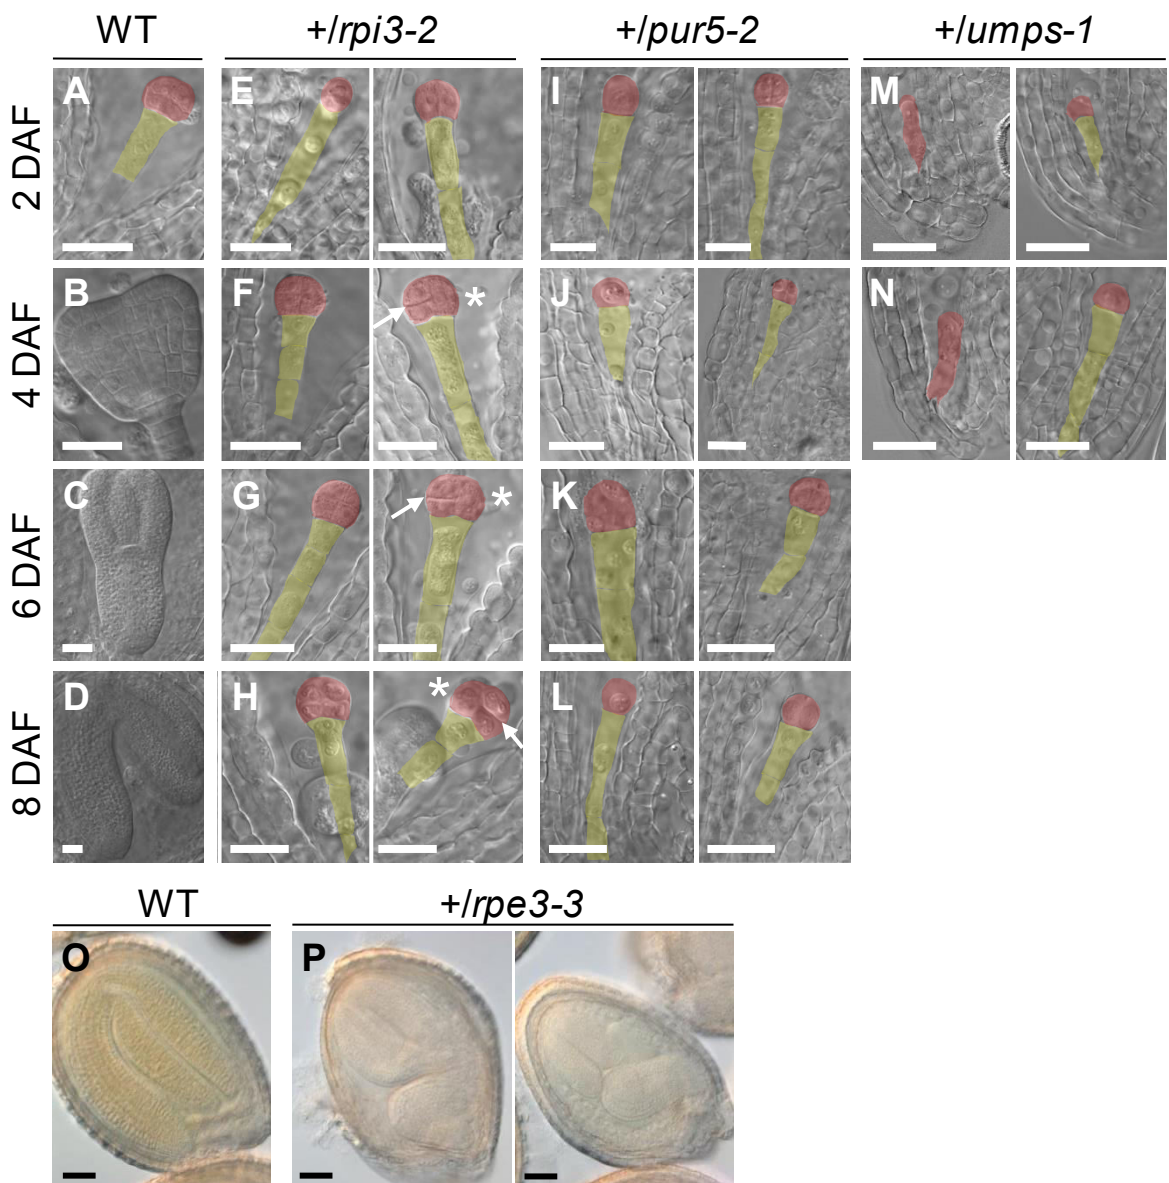 WT +/rpi3-2 +/pur5-2 +/umps-1
2 DAF A E I M
4 DAF B F * J N
6 DAF C G * K
8 DAF D H * L
WT +/rpe3-3
O P